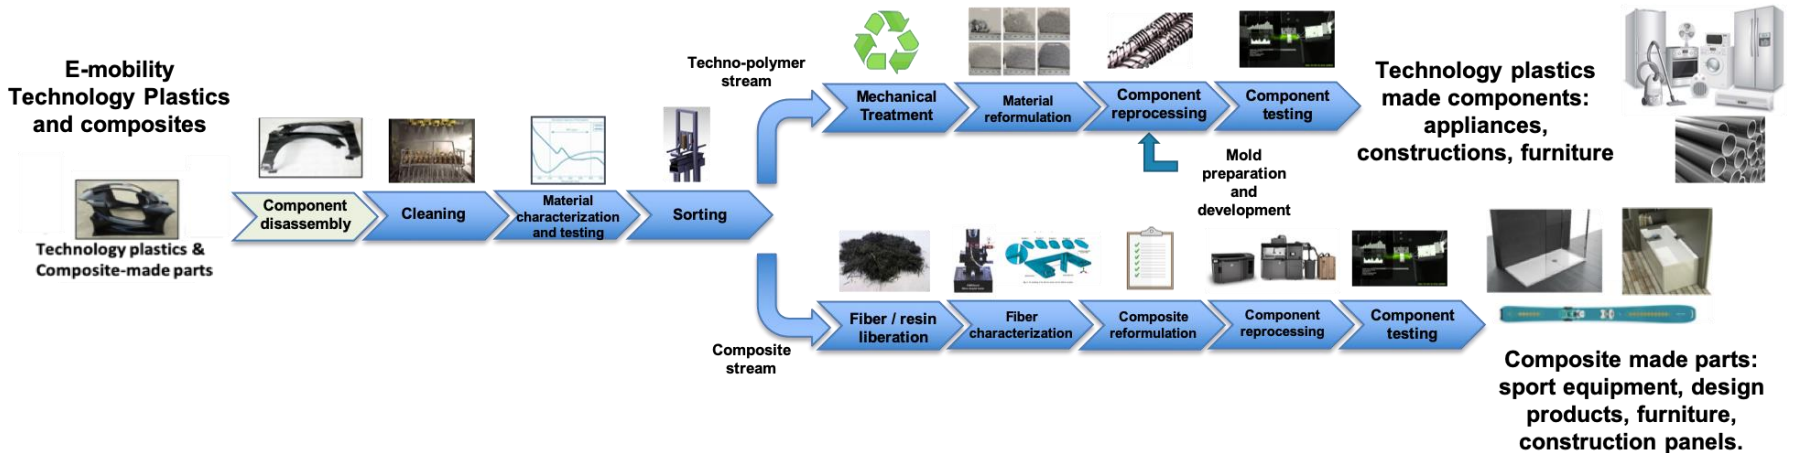 E-mobility
Technology Plastics
and composites
Technology plastics &
Composite-made parts
Component
disassembly
Cleaning
Material
characterization
and testing
Sorting
Techno-polymer
stream
Mechanical
Treatment
Material
reformulation
Component
reprocessing
Component
testing
Mold
preparation
and
development
Technology plastics
made components:
appliances,
constructions, furniture
Composite
stream
Fiber / resin
liberation
Fiber
characterization
Composite
reformulation
Component
reprocessing
Component
testing
Composite made parts:
sport equipment, design
products, furniture,
construction panels.